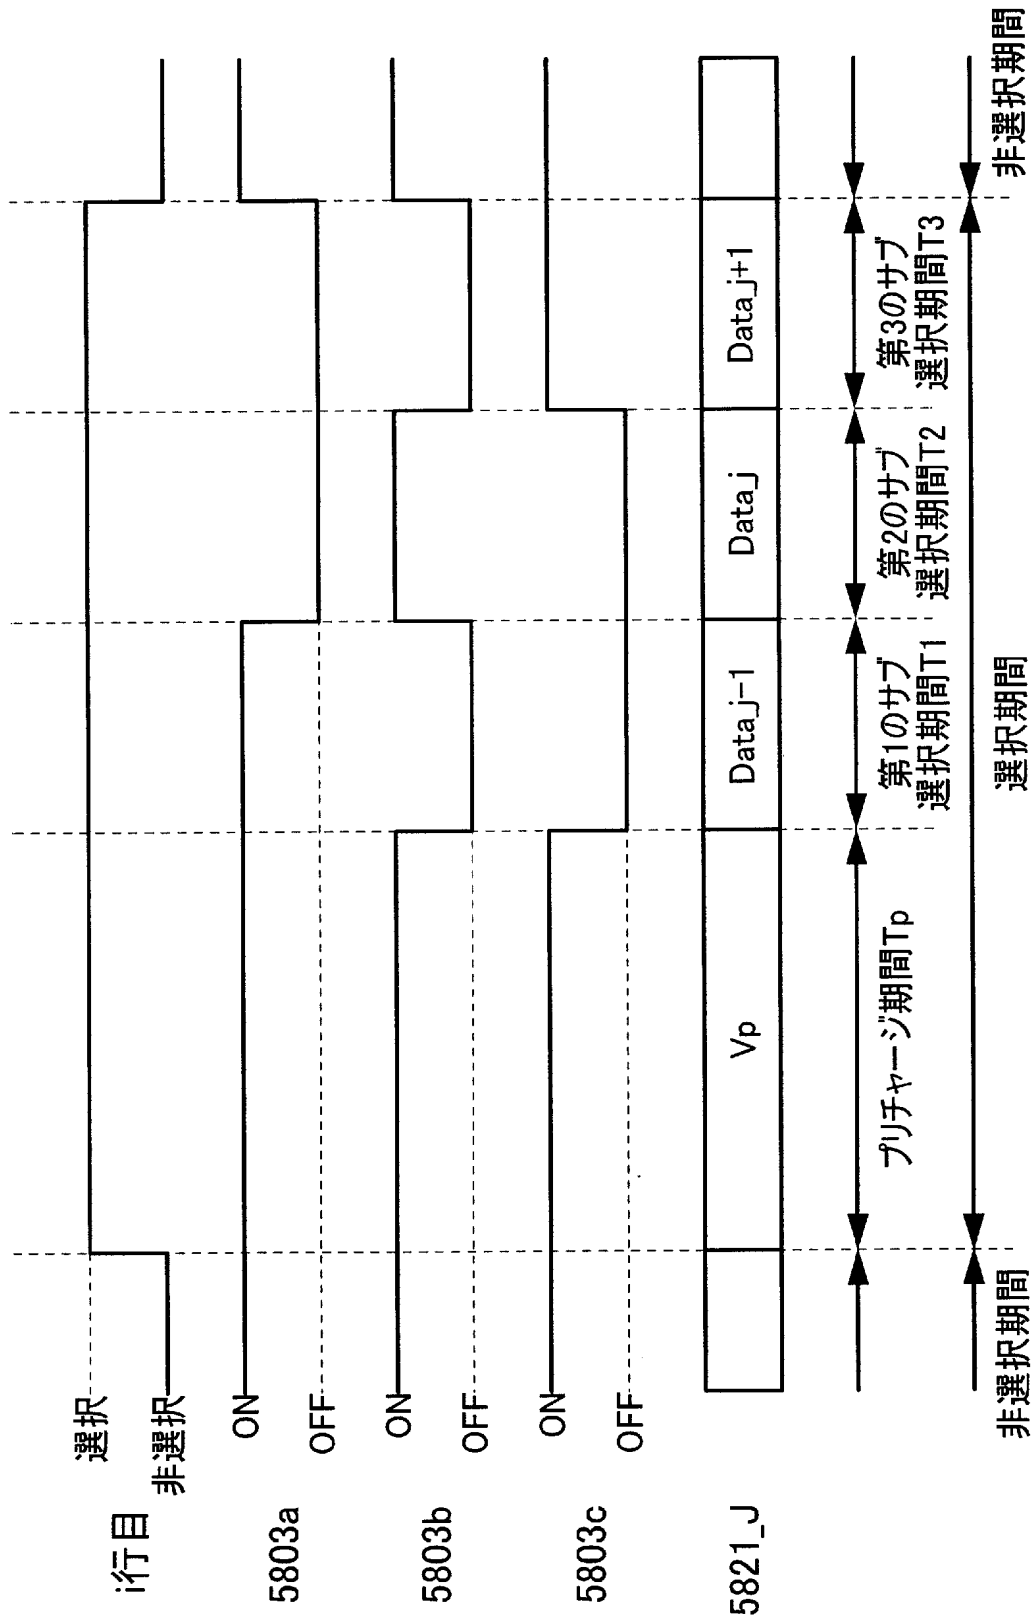 i行目
選択
非選択
5803a
ON
OFF
5803b
ON
OFF
5803c
ON
OFF
5821_J
Vp
Data_j-1
Data_j
Data_j+1
プリチャージ期間Tp
第1のサブ
選択期間T1
第2のサブ
選択期間T2
第3のサブ
選択期間T3
非選択期間
選択期間
非選択期間